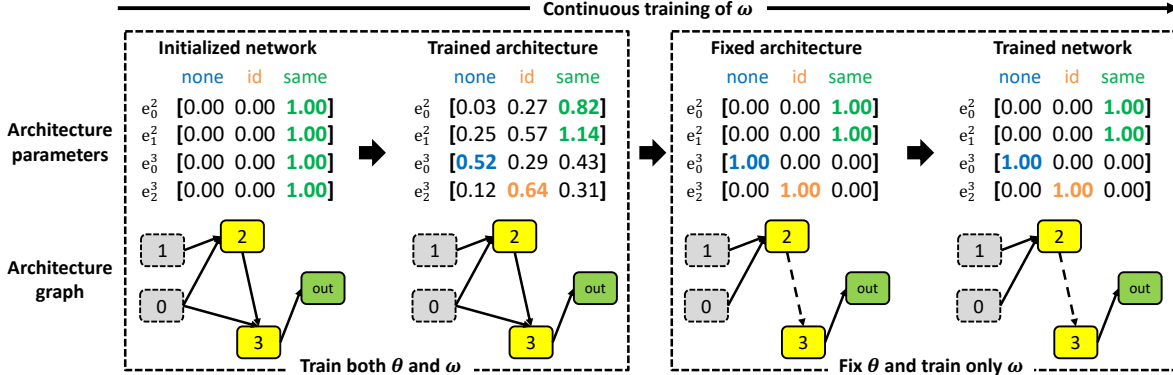 Continuous training of ω
Initialized network
Trained architecture
Fixed architecture
Trained network
none id same
none id same
none id same
none id same
Architecture parameters
e₀² [0.00 0.00 1.00]
e₁² [0.00 0.00 1.00]
e₀³ [0.00 0.00 1.00]
e₂³ [0.00 0.00 1.00]
e₀² [0.03 0.27 0.82]
e₁² [0.25 0.57 1.14]
e₀³ [0.52 0.29 0.43]
e₂³ [0.12 0.64 0.31]
e₀² [0.00 0.00 1.00]
e₁² [0.00 0.00 1.00]
e₀³ [1.00 0.00 0.00]
e₂³ [0.00 1.00 0.00]
e₀² [0.00 0.00 1.00]
e₁² [0.00 0.00 1.00]
e₀³ [1.00 0.00 0.00]
e₂³ [0.00 1.00 0.00]
Architecture graph
1
2
0
3
out
1
2
0
3
out
1
2
0
3
out
1
2
0
3
out
Train both θ and ω
Fix θ and train only ω